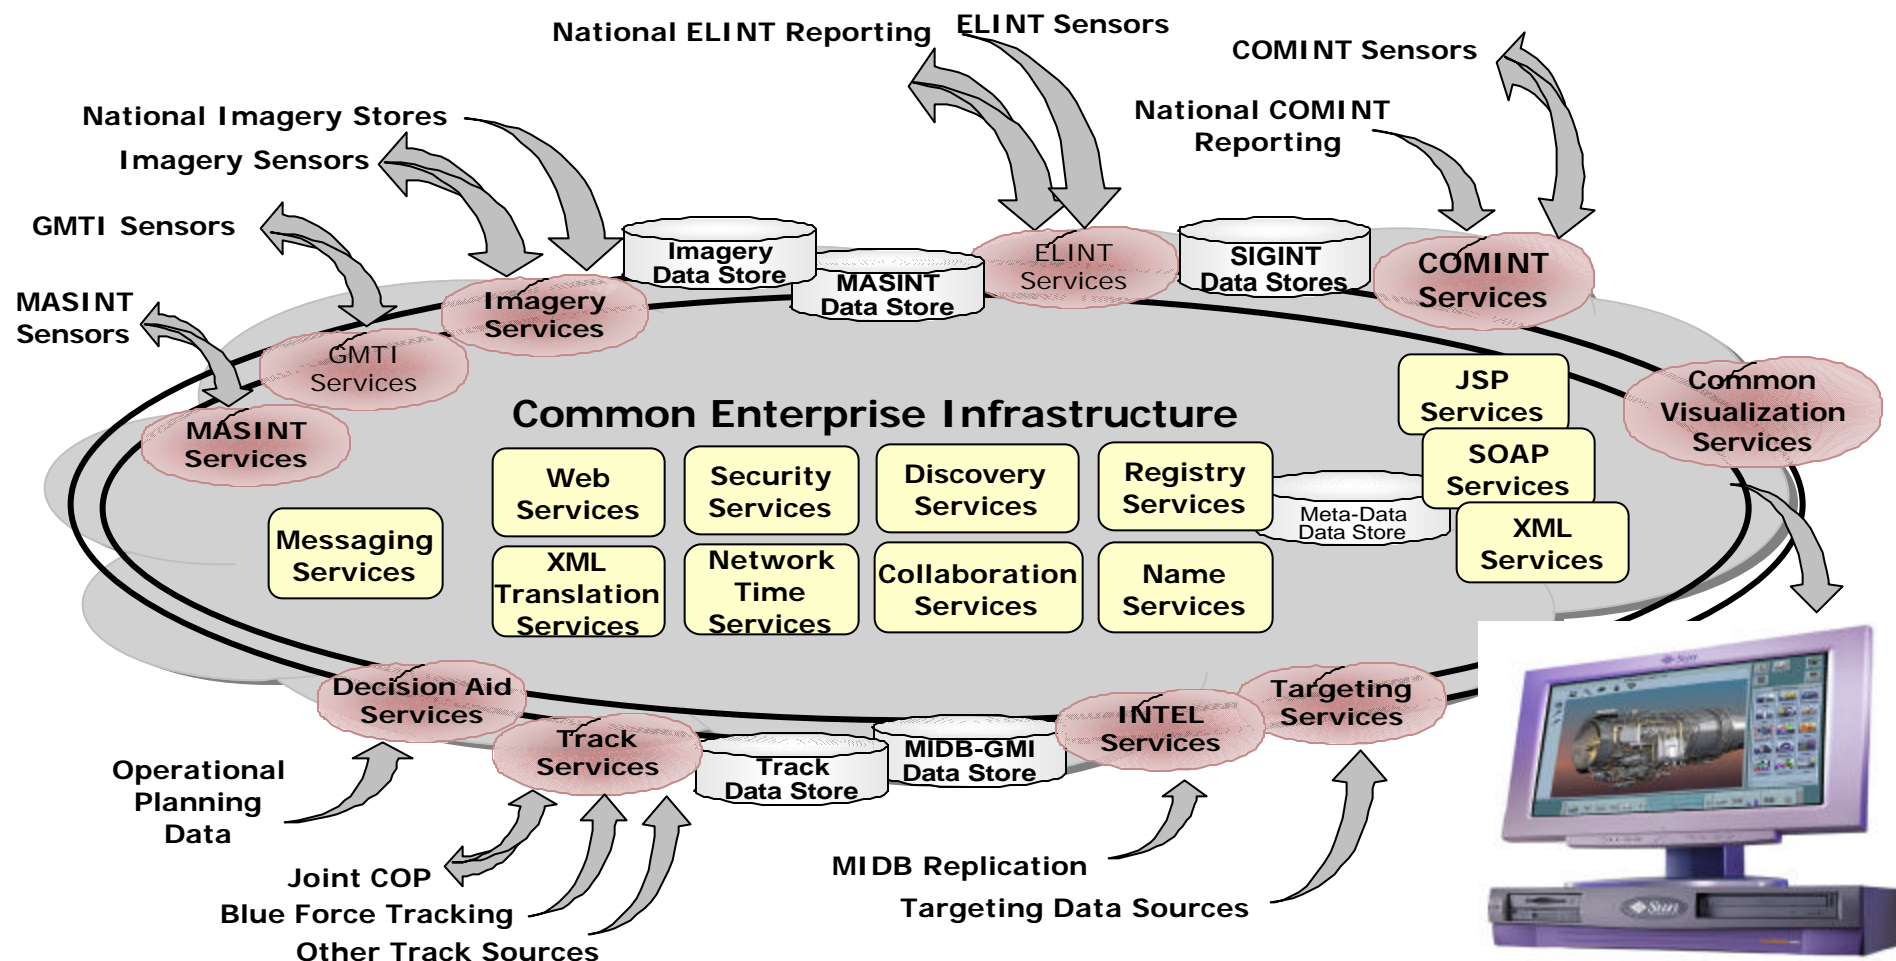 National ELINT Reporting
ELINT Sensors
COMINT Sensors
National Imagery Stores
National COMINT
Reporting
Imagery Sensors
GMTI Sensors
MASINT
Sensors
Imagery
Data Store
MASINT
Data Store
ELINT
Services
SIGINT
Data Stores
COMINT
Services
Imagery
Services
GMTI
Services
MASINT
Services
Common
Visualization
Services
Common Enterprise Infrastructure
JSP
Services
SOAP
Services
XML
Services
Web
Services
Security
Services
Discovery
Services
Registry
Services
Meta-Data
Data Store
Messaging
Services
XML
Translation
Services
Network
Time
Services
Collaboration
Services
Name
Services
Decision Aid
Services
Track
Services
Track
Data Store
MIDB-GMI
Data Store
INTEL
Services
Targeting
Services
Operational
Planning
Data
Joint COP
Blue Force Tracking
Other Track Sources
MIDB Replication
Targeting Data Sources
Sun
Sun